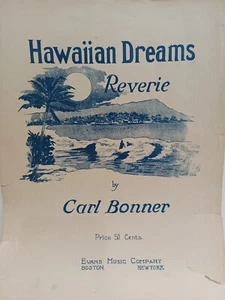 Hawaiian Dreams
Reverie
by
Carl Bonner
Price 50 Cents.
Evans Music Company
Boston New York